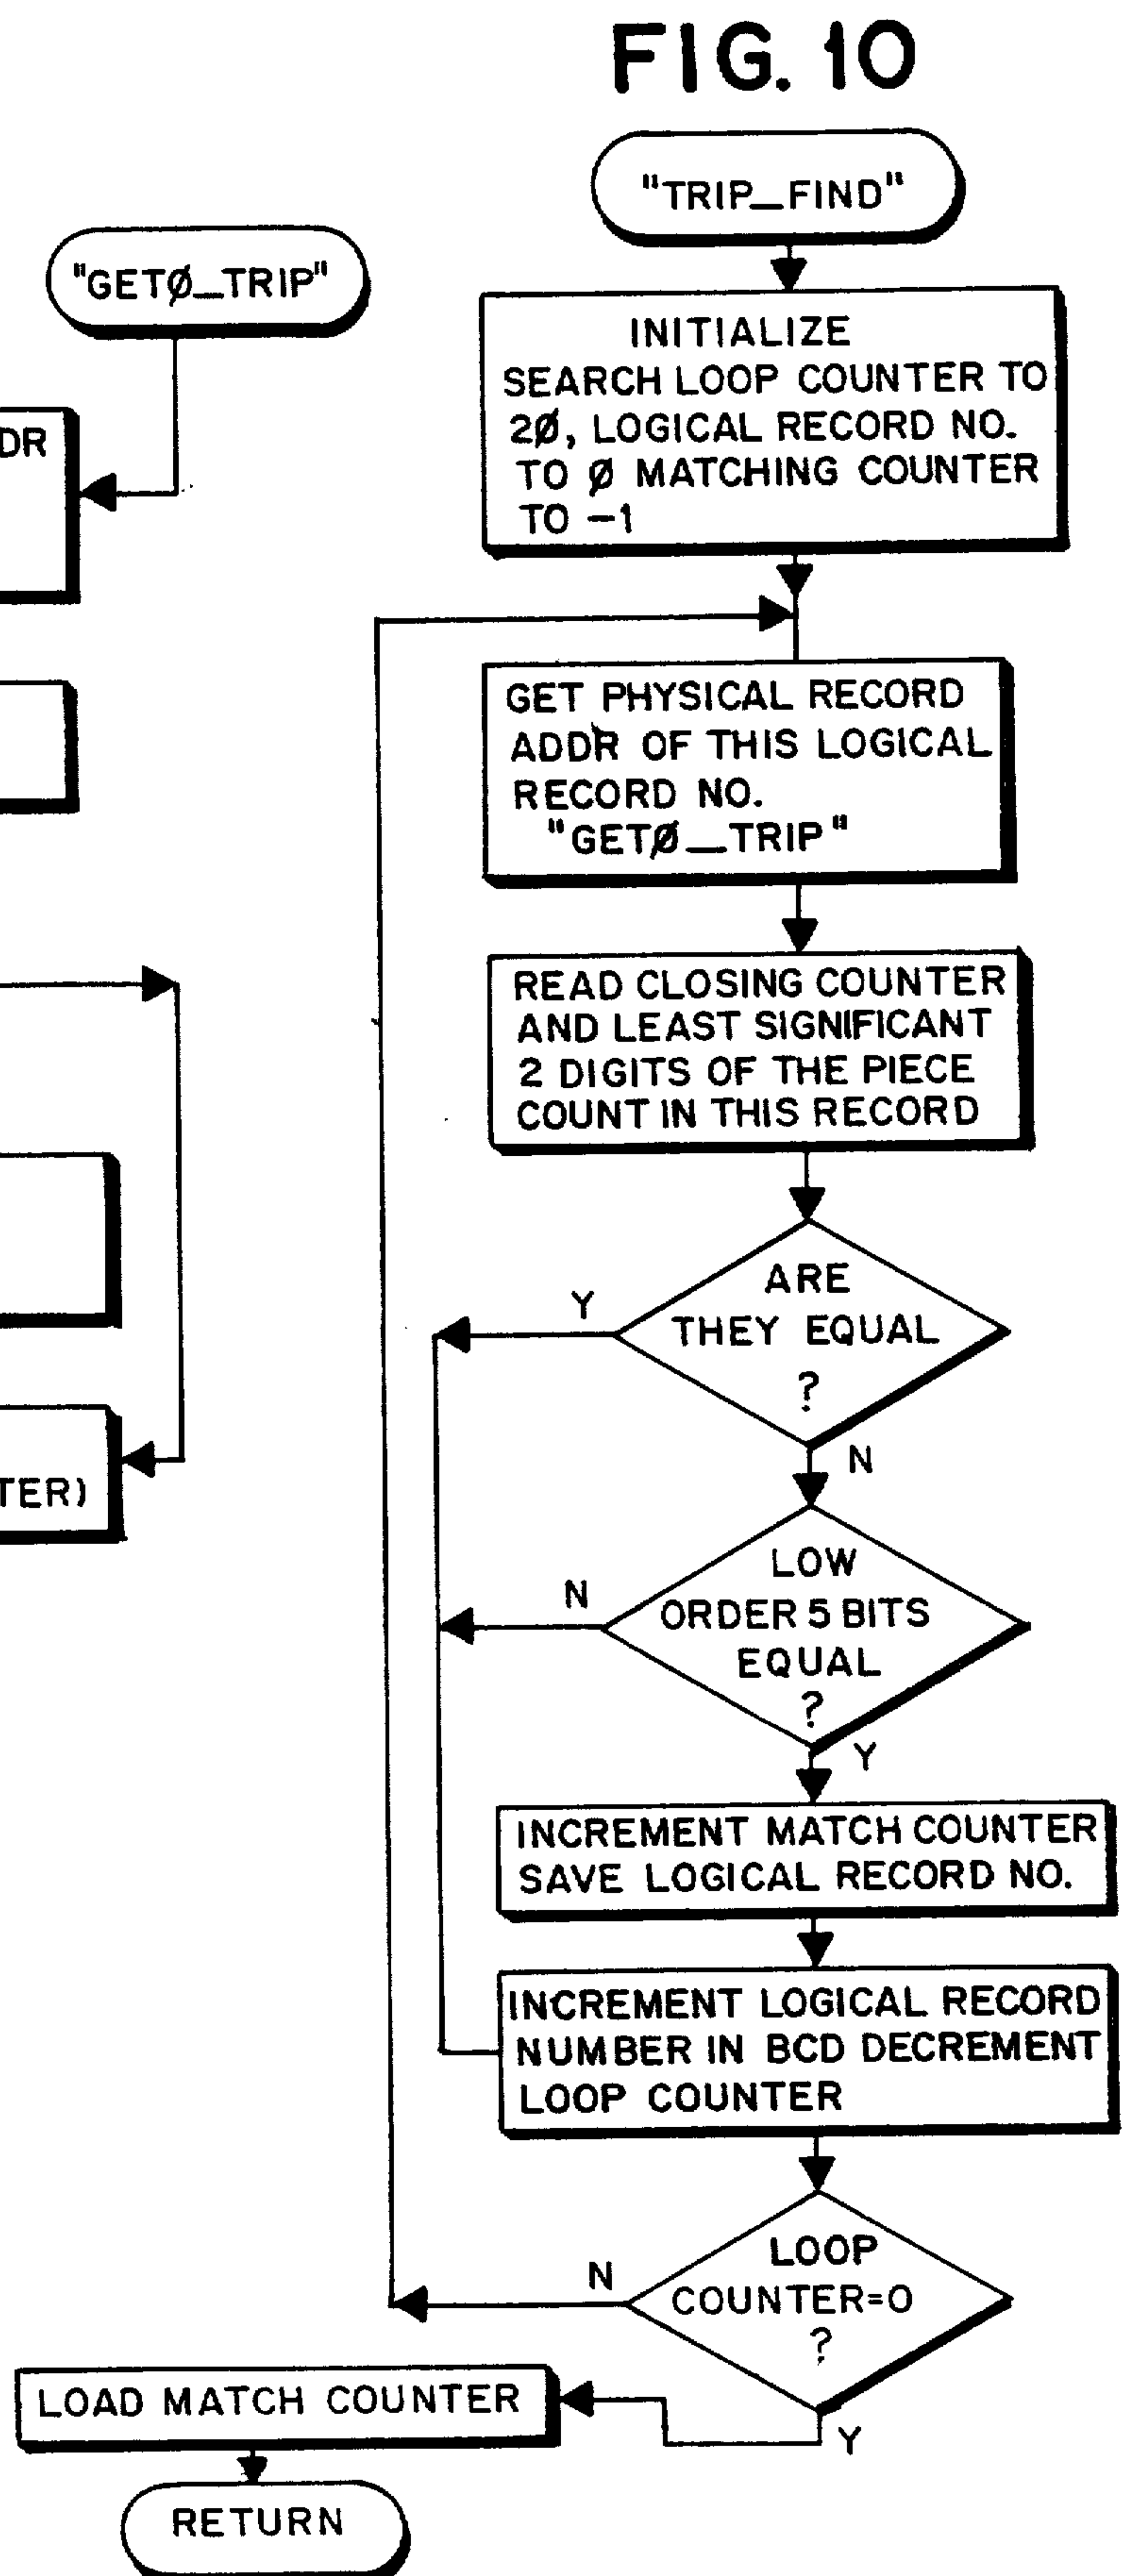 FIG. 10
"TRIP_FIND"
INITIALIZE
SEARCH LOOP COUNTER TO
2Ø, LOGICAL RECORD NO.
TO Ø MATCHING COUNTER
TO -1
GET PHYSICAL RECORD
ADDR OF THIS LOGICAL
RECORD NO.
"GETØ_TRIP"
READ CLOSING COUNTER
AND LEAST SIGNIFICANT
2 DIGITS OF THE PIECE
COUNT IN THIS RECORD
ARE
THEY EQUAL
?
Y
N
LOW
ORDER 5 BITS
EQUAL
?
N
Y
INCREMENT MATCH COUNTER
SAVE LOGICAL RECORD NO.
INCREMENT LOGICAL RECORD
NUMBER IN BCD DECREMENT
LOOP COUNTER
LOOP
COUNTER=0
?
N
Y
LOAD MATCH COUNTER
RETURN
"GETØ_TRIP"
DR
TER)